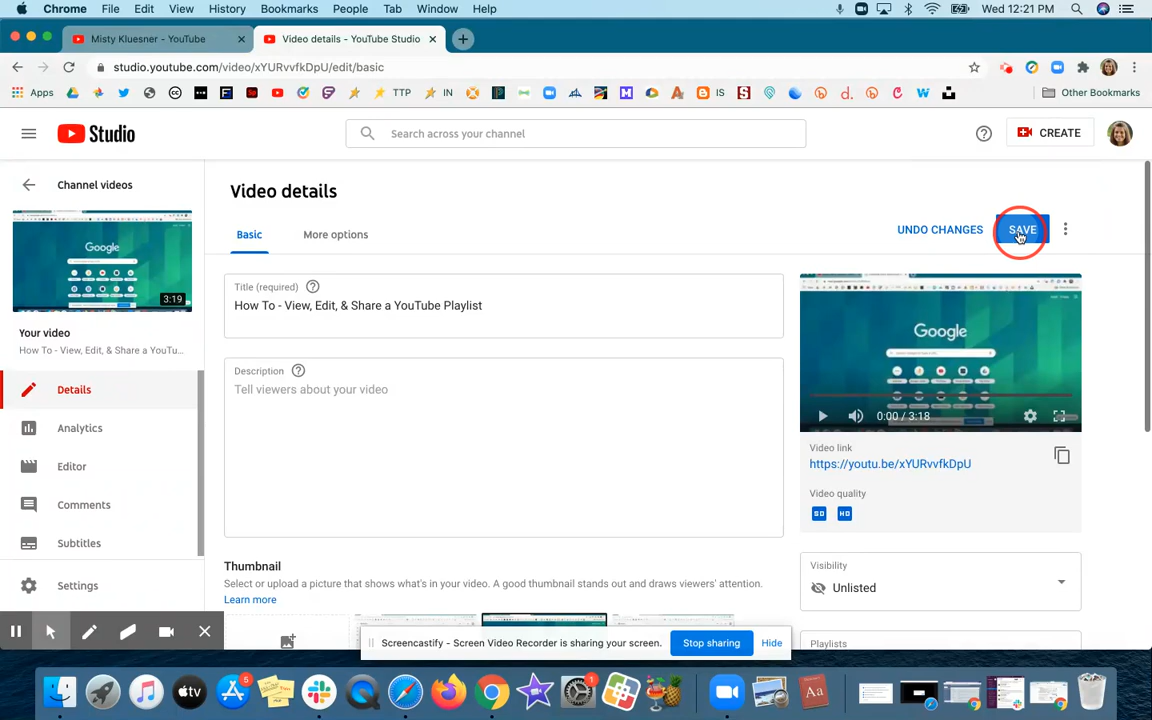 Chrome File Edit View History Bookmarks People Tab Window Help Wed 12:21 PM
Misty Kluesner - YouTube Video details - YouTube Studio
studio.youtube.com/video/xYURvvfkDpU/edit/basic
Apps TTP IN IS Other Bookmarks
Studio Search across your channel CREATE
Channel videos
Video details
Basic More options UNDO CHANGES SAVE
Google
3:19
Your video
How To - View, Edit, & Share a YouTu...
Details
Analytics
Editor
Comments
Subtitles
Settings
Title (required)
How To - View, Edit, & Share a YouTube Playlist
Description
Tell viewers about your video
Google
0:00 / 3:18
Video link
https://youtu.be/xYURvvfkDpU
Video quality
SD HD
Visibility
Unlisted
Playlists
Thumbnail
Select or upload a picture that shows what's in your video. A good thumbnail stands out and draws viewers' attention.
Learn more
Screencastify - Screen Video Recorder is sharing your screen. Stop sharing Hide
tv 5 1 Aa